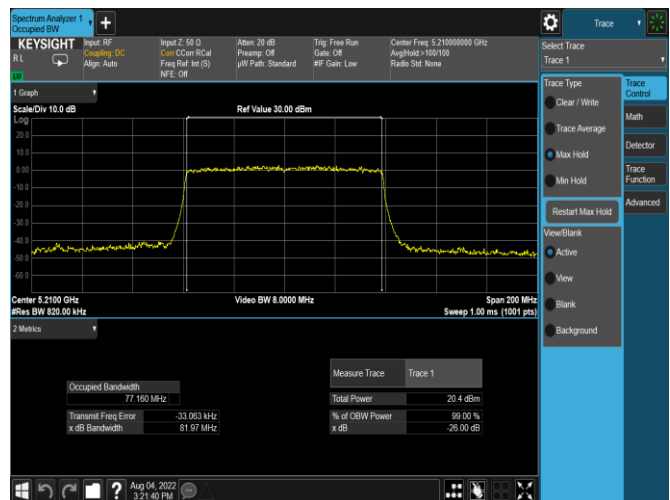 Spectrum Analyzer 1
Occupied BW
+
Trace
KEYSIGHT
R L
LW
Input: RF
Coupling: DC
Align: Auto
Input Z: 50 Ω
Corr CCorr RCal
Freq Ref: Int (S)
NFE: Off
Atten: 20 dB
Preamp: Off
µW Path: Standard
Trig: Free Run
Gate: Off
#IF Gain: Low
Center Freq: 5.210000000 GHz
Avg|Hold:>100/100
Radio Std: None
Select Trace
Trace 1
1 Graph
Scale/Div 10.0 dB
Ref Value 30.00 dBm
Log
20.0
10.0
0.00
-10.0
-20.0
-30.0
-40.0
-50.0
-60.0
Center 5.2100 GHz
#Res BW 820.00 kHz
Video BW 8.0000 MHz
Span 200 MHz
Sweep 1.00 ms (1001 pts)
Trace Type
Clear / Write
Trace Average
Max Hold
Min Hold
Restart Max Hold
View/Blank
Active
View
Blank
Background
Trace
Control
Math
Detector
Trace
Function
Advanced
2 Metrics
Measure Trace Trace 1
Occupied Bandwidth
77.160 MHz
Total Power 20.4 dBm
Transmit Freq Error -33.063 kHz
% of OBW Power 99.00 %
x dB Bandwidth 81.97 MHz
x dB -26.00 dB
?
Aug 04, 2022
3:21:40 PM